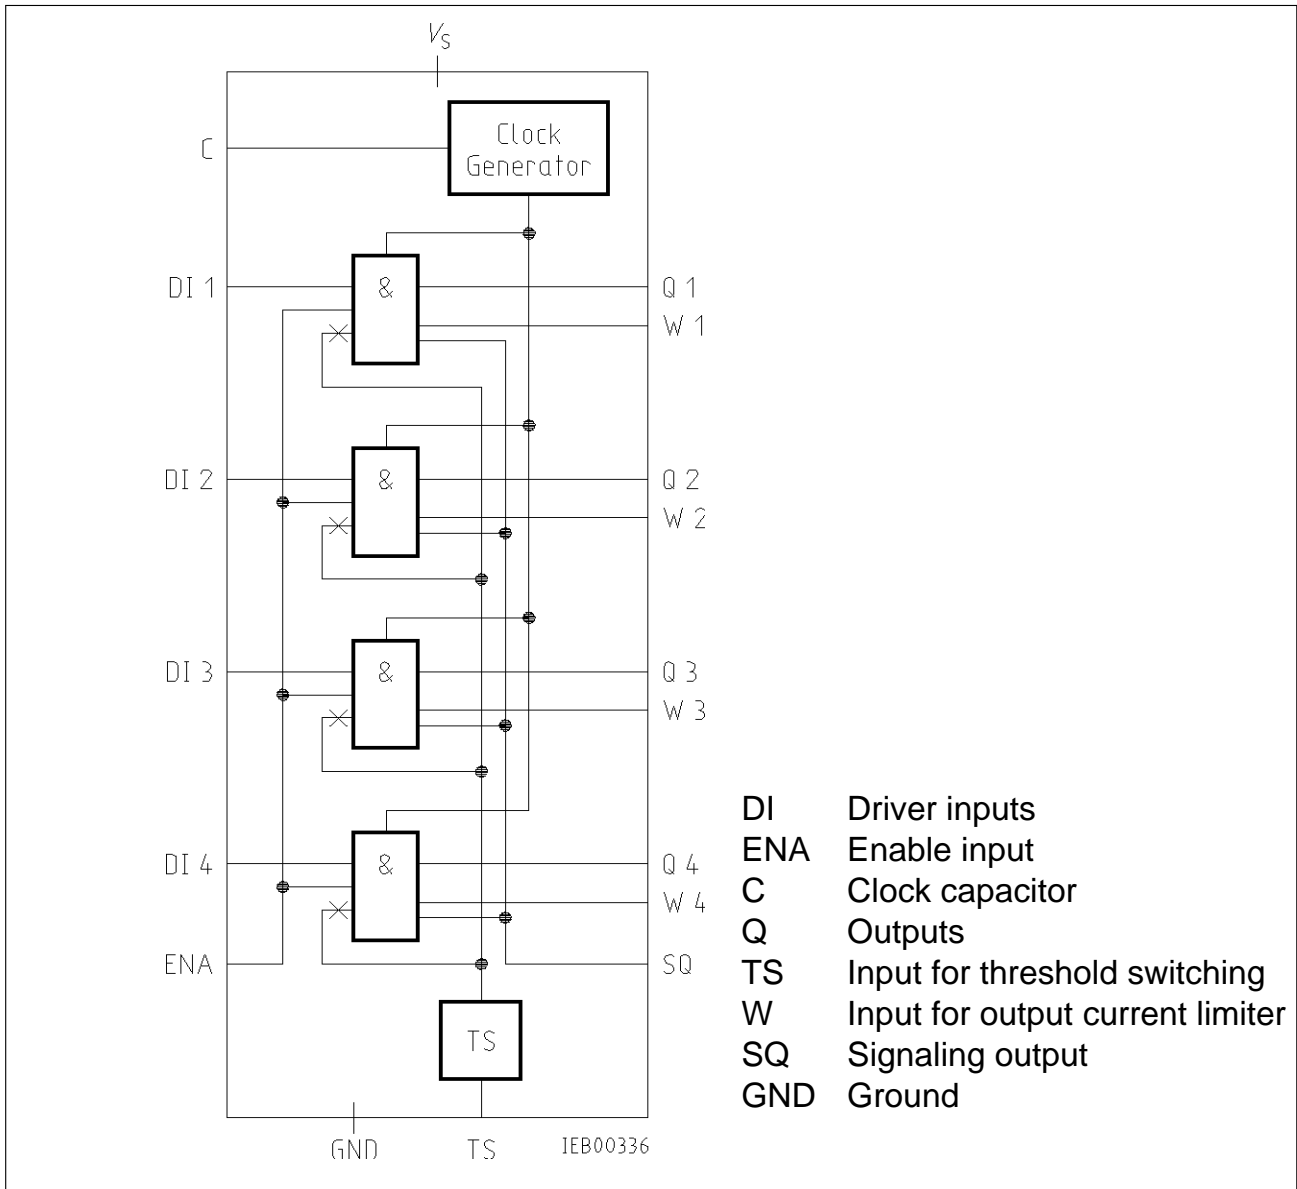 VS
C
Clock
Generator
DI 1
&
Q 1
W 1
DI 2
&
Q 2
W 2
DI 3
&
Q 3
W 3
DI 4
&
Q 4
W 4
ENA
SQ
TS
GND
TS
IEB00336
DI Driver inputs
ENA Enable input
C Clock capacitor
Q Outputs
TS Input for threshold switching
W Input for output current limiter
SQ Signaling output
GND Ground